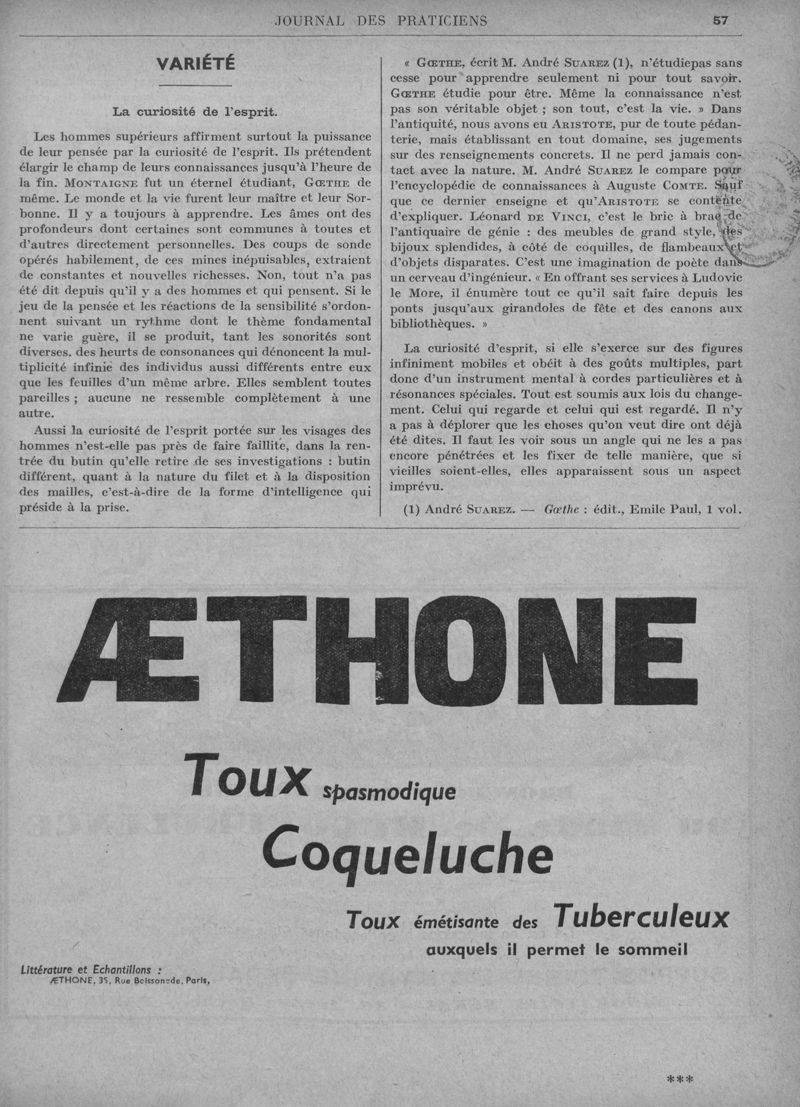 JOURNAL DES PRATICIENS 57
VARIÉTÉ
La curiosité de l'esprit.
Les hommes supérieurs affirment surtout la puissance
de leur pensée par la curiosité de l'esprit. Ils prétendent
élargir le champ de leurs connaissances jusqu'à l'heure de
la fin. MONTAIGNE fut un éternel étudiant, GŒTHE de
même. Le monde et la vie furent leur maître et leur Sor-
bonne. Il y a toujours à apprendre. Les âmes ont des
profondeurs dont certaines sont communes à toutes et
d'autres directement personnelles. Des coups de sonde
opérés habilement, de ces mines inépuisables, extraient
de constantes et nouvelles richesses. Non, tout n'a pas
été dit depuis qu'il y a des hommes et qui pensent. Si le
jeu de la pensée et les réactions de la sensibilité s'ordon-
nent suivant un rythme dont le thème fondamental
ne varie guère, il se produit, tant les sonorités sont
diverses. des heurts de consonances qui dénoncent la mul-
tiplicité infinie des individus aussi différents entre eux
que les feuilles d'un même arbre. Elles semblent toutes
pareilles ; aucune ne ressemble complètement à une
autre.
Aussi la curiosité de l'esprit portée sur les visages des
hommes n'est-elle pas près de faire faillite, dans la ren-
trée du butin qu'elle retire de ses investigations : butin
différent, quant à la nature du filet et à la disposition
des mailles, c'est-à-dire de la forme d'intelligence qui
préside à la prise.
« GŒTHE, écrit M. André SUAREZ (1), n'étudiepas sans
cesse pour apprendre seulement ni pour tout savoir.
GŒTHE étudie pour être. Même la connaissance n'est
pas son véritable objet ; son tout, c'est la vie. » Dans
l'antiquité, nous avons eu ARISTOTE, pur de toute pédan-
terie, mais établissant en tout domaine, ses jugements
sur des renseignements concrets. Il ne perd jamais con-
tact avec la nature. M. André SUAREZ le compare pour
l'encyclopédie de connaissances à Auguste COMTE. Sauf
que ce dernier enseigne et qu'ARISTOTE se contente
d'expliquer. Léonard DE VINCI, c'est le bric à brac de
l'antiquaire de génie : des meubles de grand style, des
bijoux splendides, à côté de coquilles, de flambeaux et
d'objets disparates. C'est une imagination de poète dans
un cerveau d'ingénieur. « En offrant ses services à Ludovic
le More, il énumère tout ce qu'il sait faire depuis les
ponts jusqu'aux girandoles de fête et des canons aux
bibliothèques. »
La curiosité d'esprit, si elle s'exerce sur des figures
infiniment mobiles et obéit à des goûts multiples, part
donc d'un instrument mental à cordes particulières et à
résonances spéciales. Tout est soumis aux lois du change-
ment. Celui qui regarde et celui qui est regardé. Il n'y
a pas à déplorer que les choses qu'on veut dire ont déjà
été dites. Il faut les voir sous un angle qui ne les a pas
encore pénétrées et les fixer de telle manière, que si
vieilles soient-elles, elles apparaissent sous un aspect
imprévu.
(1) André SUAREZ. — Gœthe : édit., Emile Paul, 1 vol.
ÆTHONE
Toux spasmodique
Coqueluche
Toux émétisante des Tuberculeux
auxquels il permet le sommeil
Littérature et Echantillons :
ÆTHONE, 35, Rue Boissonade, Paris,
***